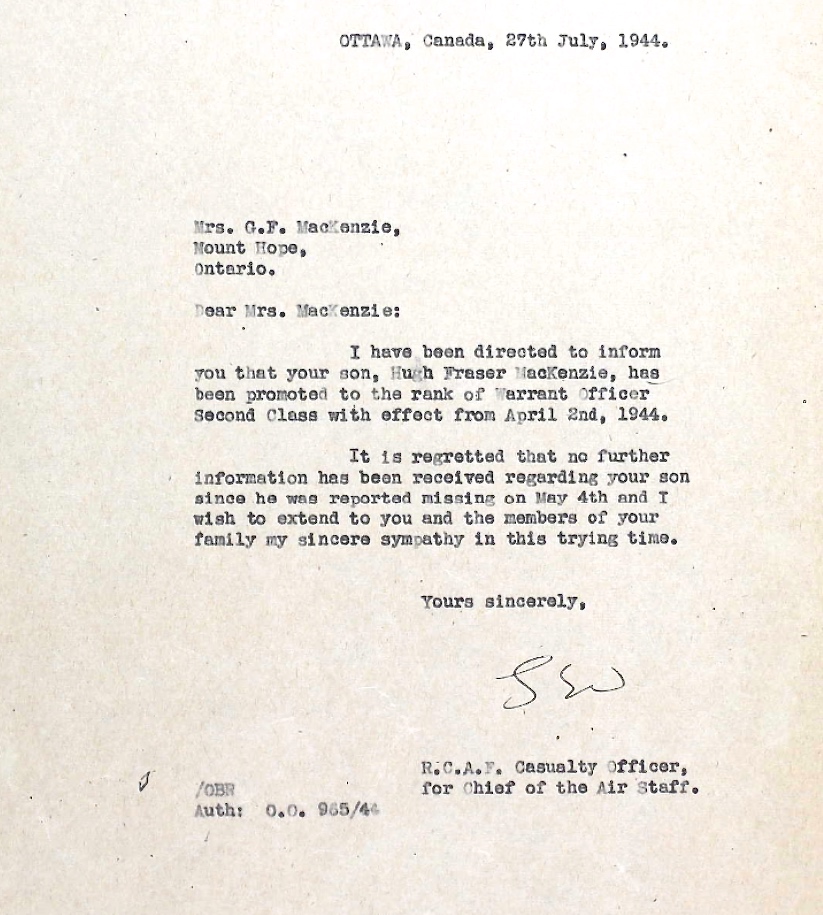 OTTAWA, Canada, 27th July, 1944.
Mrs. G.F. MacKenzie,
Mount Hope,
Ontario.
Dear Mrs. MacKenzie:
I have been directed to inform
you that your son, Hugh Fraser MacKenzie, has
been promoted to the rank of Warrant Officer
Second Class with effect from April 2nd, 1944.
It is regretted that no further
information has been received regarding your son
since he was reported missing on May 4th and I
wish to extend to you and the members of your
family my sincere sympathy in this trying time.
Yours sincerely,
R.C.A.F. Casualty Officer,
for Chief of the Air Staff.
/OBR
Auth: O.O. 965/44